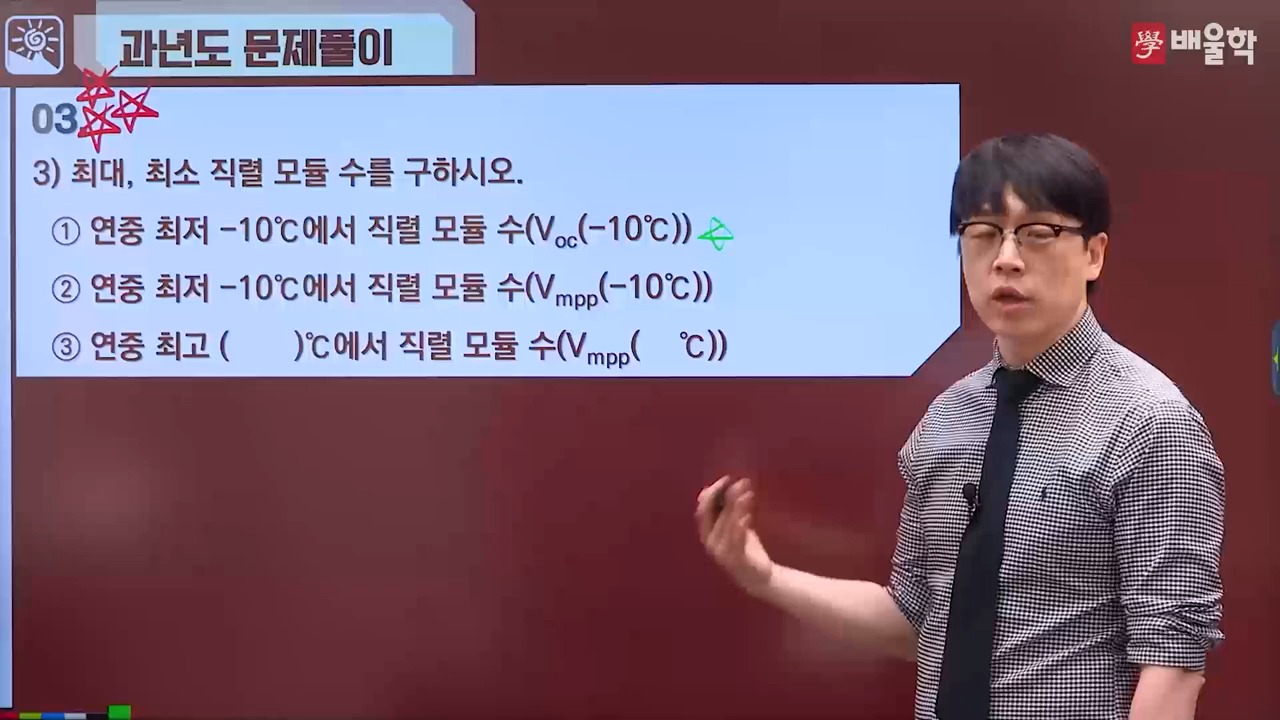 과년도 문제풀이
學 배울학
03.
3) 최대, 최소 직렬 모듈 수를 구하시오.
① 연중 최저 -10℃에서 직렬 모듈 수(Voc(-10℃))
② 연중 최저 -10℃에서 직렬 모듈 수(Vmpp(-10℃))
③ 연중 최고 ( )℃에서 직렬 모듈 수(Vmpp( ℃))